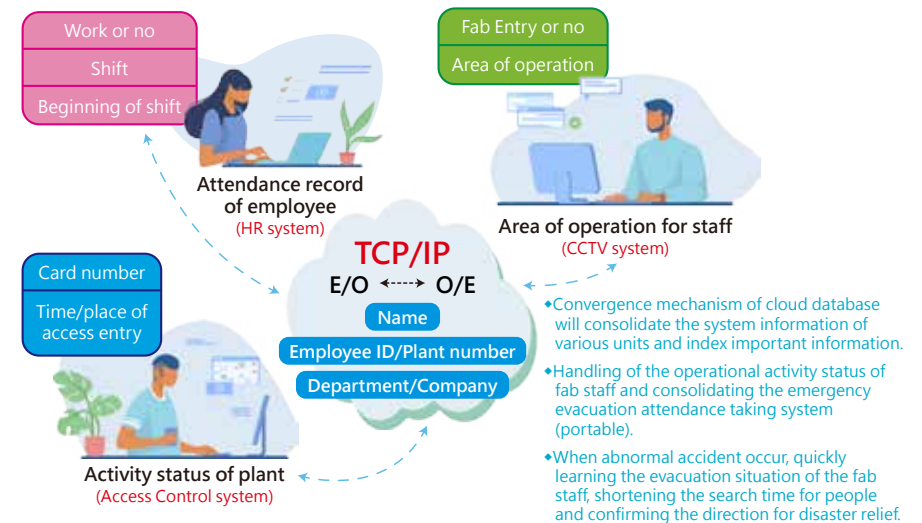 Work or no
Shift
Beginning of shift
Attendance record
of employee
(HR system)
Fab Entry or no
Area of operation
Area of operation for staff
(CCTV system)
Card number
Time/place of
access entry
Activity status of plant
(Access Control system)
TCP/IP
E/O O/E
Name
Employee ID/Plant number
Department/Company
Convergence mechanism of cloud database
will consolidate the system information of
various units and index important information.
Handling of the operational activity status of
fab staff and consolidating the emergency
evacuation attendance taking system
(portable).
When abnormal accident occur, quickly
learning the evacuation situation of the fab
staff, shortening the search time for people
and confirming the direction for disaster relief.